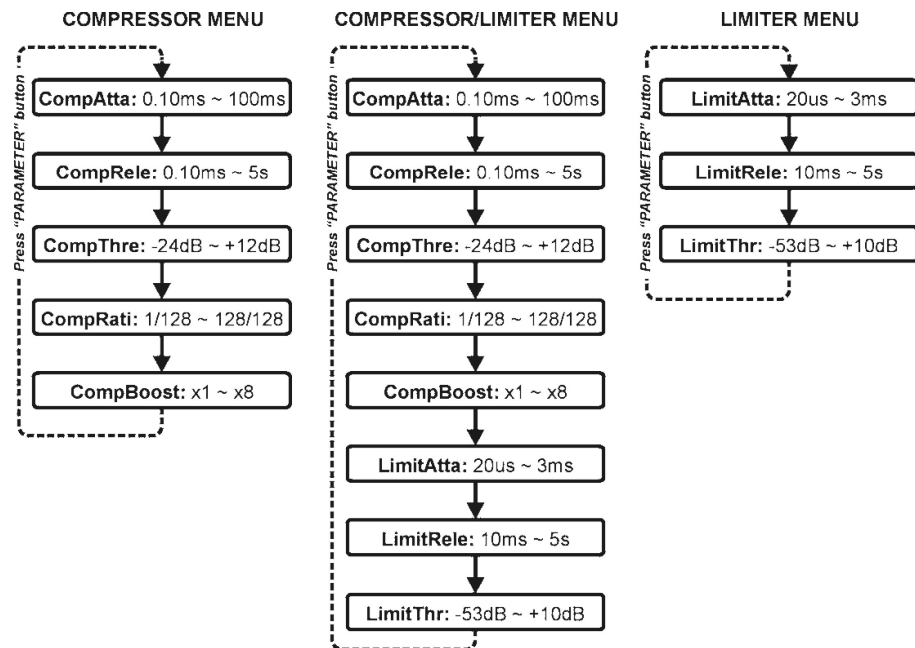 COMPRESSOR MENU
Press "PARAMETER" button
CompAtta: 0.10ms ~ 100ms
CompRele: 0.10ms ~ 5s
CompThre: -24dB ~ +12dB
CompRati: 1/128 ~ 128/128
CompBoost: x1 ~ x8
COMPRESSOR/LIMITER MENU
Press "PARAMETER" button
CompAtta: 0.10ms ~ 100ms
CompRele: 0.10ms ~ 5s
CompThre: -24dB ~ +12dB
CompRati: 1/128 ~ 128/128
CompBoost: x1 ~ x8
LimitAtta: 20us ~ 3ms
LimitRele: 10ms ~ 5s
LimitThr: -53dB ~ +10dB
LIMITER MENU
Press "PARAMETER" button
LimitAtta: 20us ~ 3ms
LimitRele: 10ms ~ 5s
LimitThr: -53dB ~ +10dB